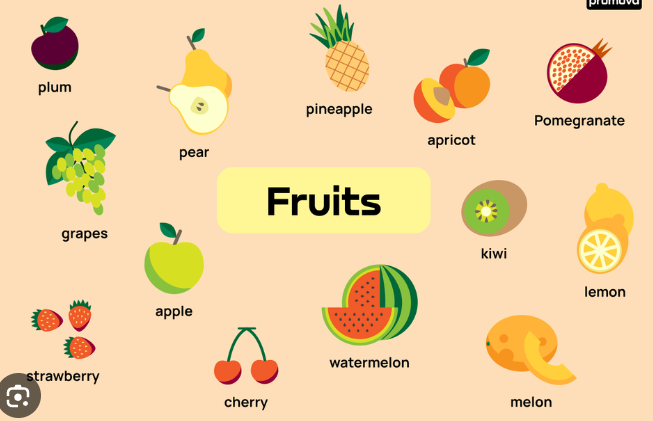 promova
plum
pear
pineapple
apricot
Pomegranate
grapes
Fruits
kiwi
lemon
apple
strawberry
cherry
watermelon
melon